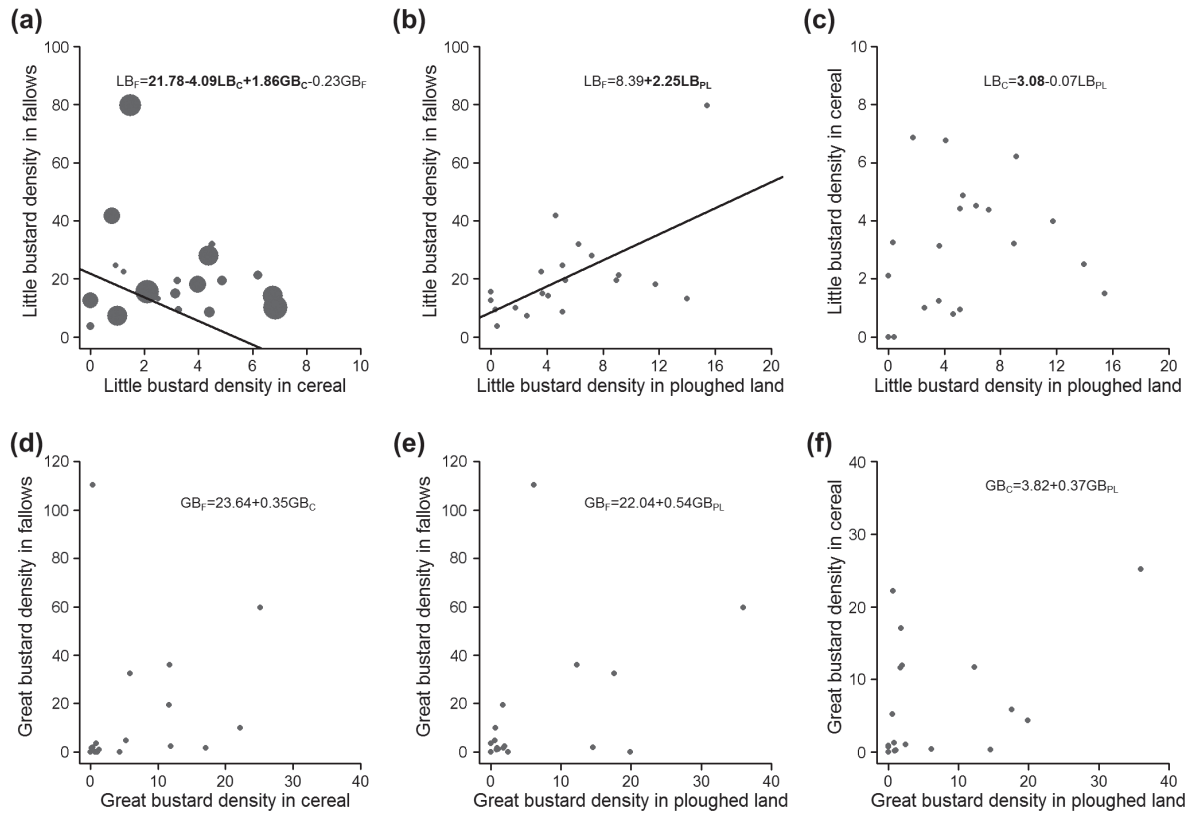 (a)
100
80
60
40
20
0
Little bustard density in fallows
LBF=21.78-4.09LBC+1.86GBC-0.23GBF
0 2 4 6 8 10
Little bustard density in cereal
(b)
100
80
60
40
20
0
Little bustard density in fallows
LBF=8.39+2.25LBPL
0 4 8 12 16 20
Little bustard density in ploughed land
(c)
10
8
6
4
2
0
Little bustard density in cereal
LBC=3.08-0.07LBPL
0 4 8 12 16 20
Little bustard density in ploughed land
(d)
120
100
80
60
40
20
0
Great bustard density in fallows
GBF=23.64+0.35GBC
0 10 20 30 40
Great bustard density in cereal
(e)
120
100
80
60
40
20
0
Great bustard density in fallows
GBF=22.04+0.54GBPL
0 10 20 30 40
Great bustard density in ploughed land
(f)
40
30
20
10
0
Great bustard density in cereal
GBC=3.82+0.37GBPL
0 10 20 30 40
Great bustard density in ploughed land